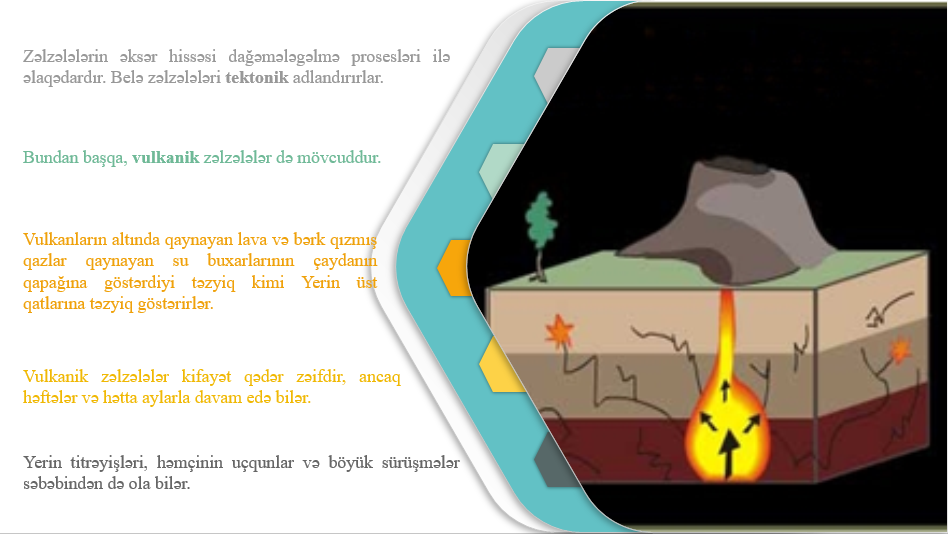 Zəlzələlərin əksər hissəsi dağəmələgəlmə prosesləri ilə
əlaqədardır. Belə zəlzələləri tektonik adlandırırlar.
Bundan başqa, vulkanik zəlzələlər də mövcuddur.
Vulkanların altında qaynayan lava və bərk qızmış
qazlar qaynayan su buxarlarının çaydanın
qapağına göstərdiyi təzyiq kimi Yerin üst
qatlarına təzyiq göstərirlər.
Vulkanik zəlzələlər kifayət qədər zəifdir, ancaq
həftələr və hətta aylarla davam edə bilər.
Yerin titrəyişləri, həmçinin uçqunlar və böyük sürüşmələr
səbəbindən də ola bilər.